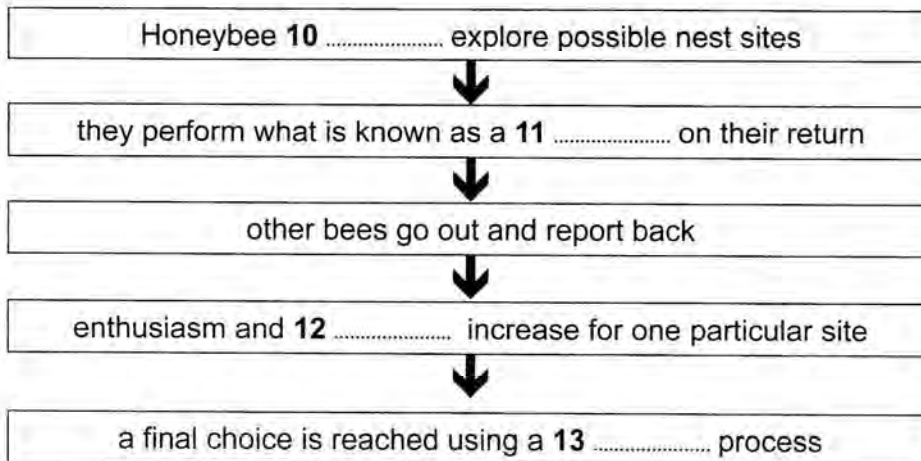 Honeybee 10 ..................... explore possible nest sites
they perform what is known as a 11 ..................... on their return
other bees go out and report back
enthusiasm and 12 ..................... increase for one particular site
a final choice is reached using a 13 ..................... process